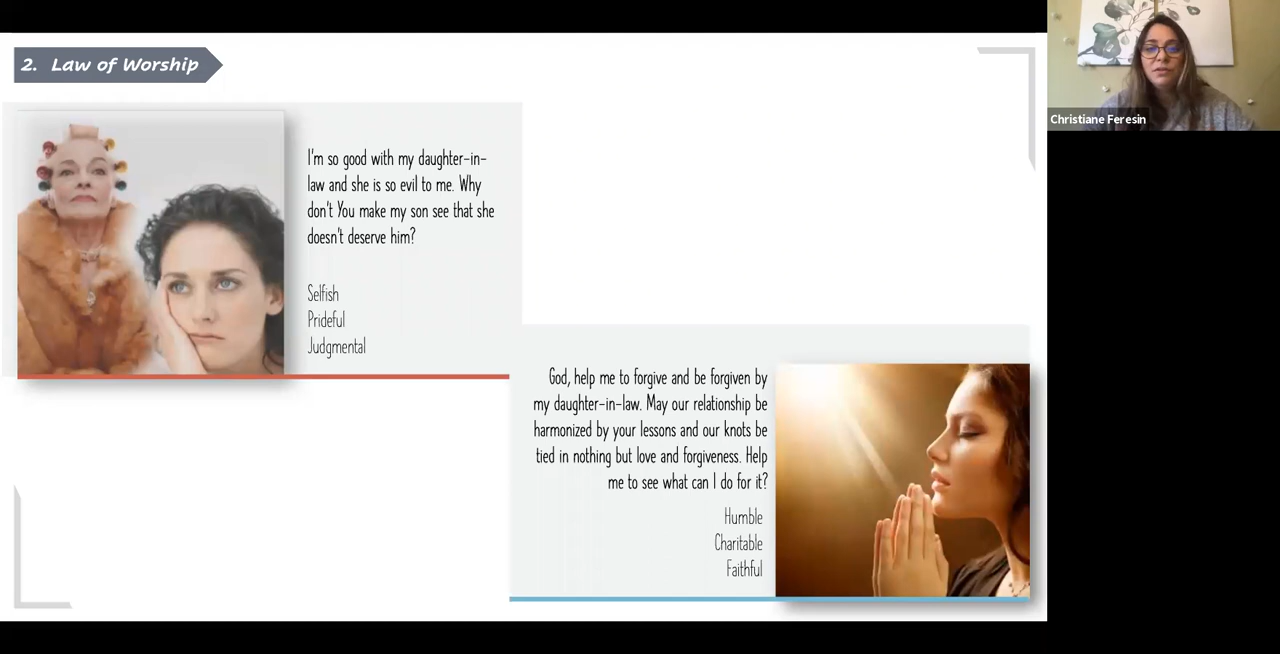 2. Law of Worship
Christiane Feresin
I'm so good with my daughter-in-
law and she is so evil to me. Why
don't You make my son see that she
doesn't deserve him?
Selfish
Prideful
Judgmental
God, help me to forgive and be forgiven by
my daughter-in-law. May our relationship be
harmonized by your lessons and our knots be
tied in nothing but love and forgiveness. Help
me to see what can I do for it?
Humble
Charitable
Faithful